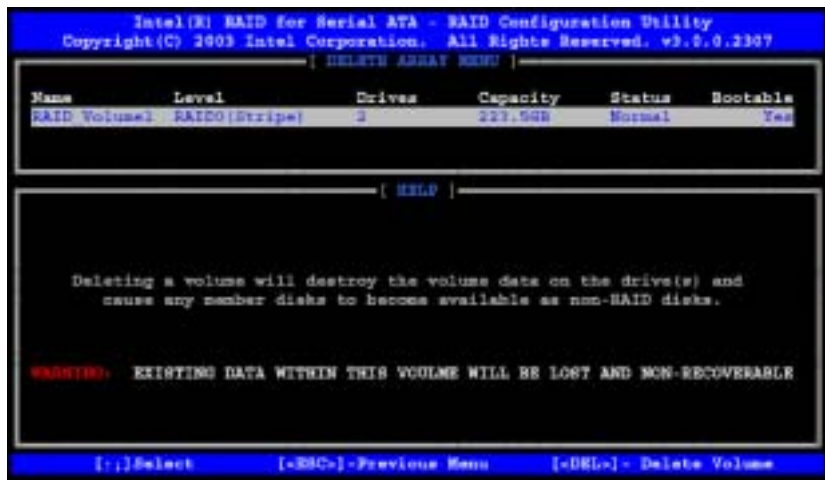 Intel(R) RAID for Serial ATA - RAID Configuration Utility
Copyright(C) 2003 Intel Corporation. All Rights Reserved. v3.0.0.2307
[ DELETE ARRAY MENU ]
Name Level Drives Capacity Status Bootable
RAID_Volume1 RAID0(Stripe) 2 223.5GB Normal Yes
[ HELP ]
Deleting a volume will destroy the volume data on the drive(s) and
cause any member disks to become available as non-RAID disks.
WARNING: EXISTING DATA WITHIN THIS VOULME WILL BE LOST AND NON-RECOVERABLE
Select [<ESC>]-Previous Menu [<DEL>]- Delete Volume